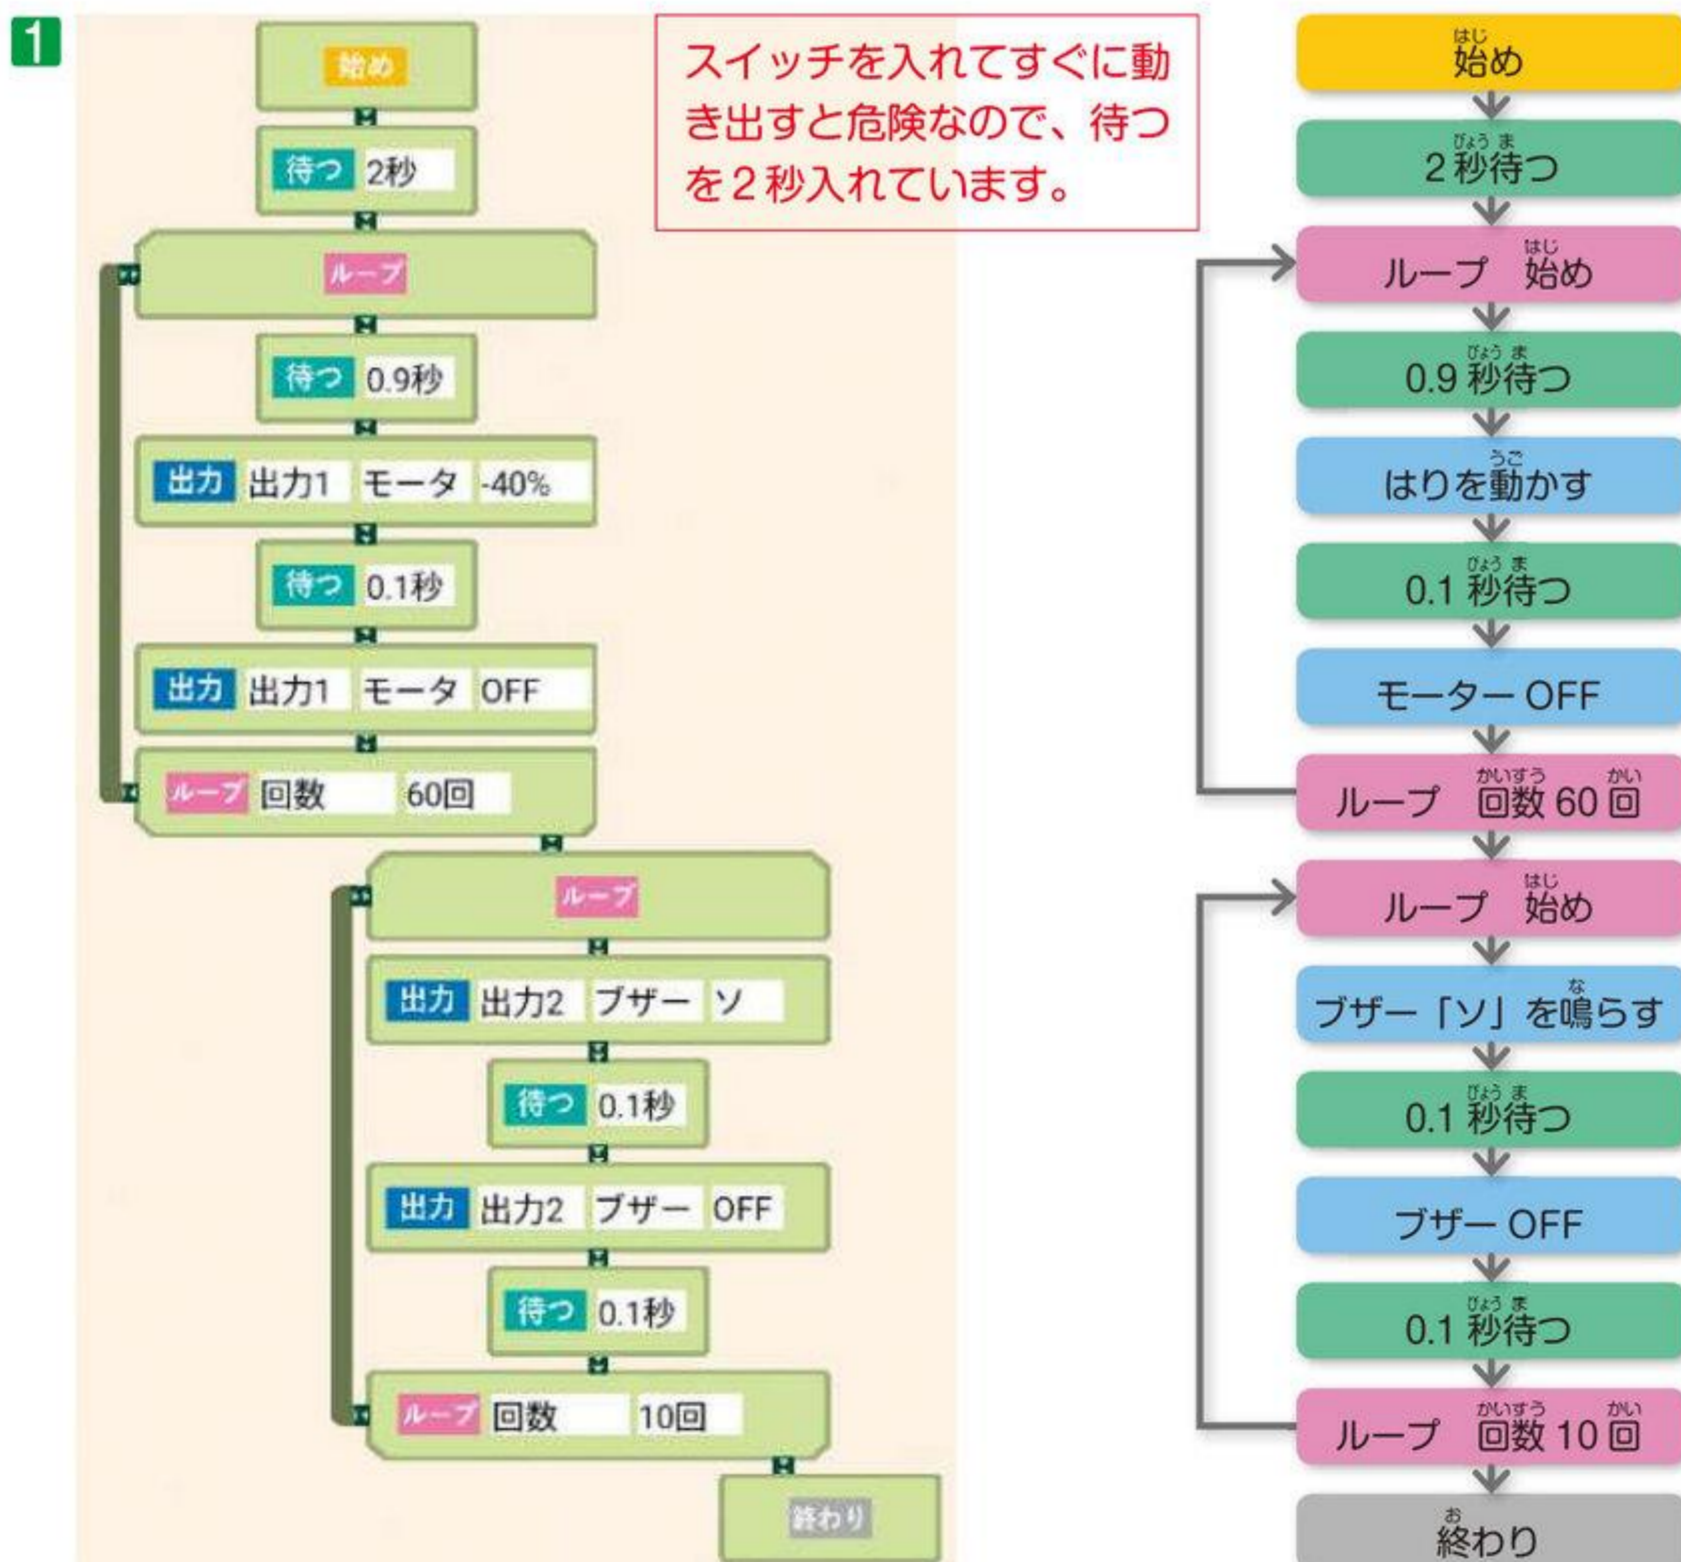 1
始め
待つ 2秒
ループ
待つ 0.9秒
出力 出力1 モータ -40%
待つ 0.1秒
出力 出力1 モータ OFF
ループ 回数 60回
ループ
出力 出力2 ブザー ソ
待つ 0.1秒
出力 出力2 ブザー OFF
待つ 0.1秒
ループ 回数 10回
終わり
スイッチを入れてすぐに動
き出すと危険なので、待つ
を2秒入れています。
はじ
始め
びょう ま
2秒待つ
はじ
ループ 始め
びょう ま
0.9秒待つ
うご
はりを動かす
びょう ま
0.1秒待つ
モーターOFF
かいすう かい
ループ 回数60回
はじ
ループ 始め
な
ブザー「ソ」を鳴らす
びょう ま
0.1秒待つ
ブザーOFF
びょう ま
0.1秒待つ
かいすう かい
ループ 回数10回
お
終わり